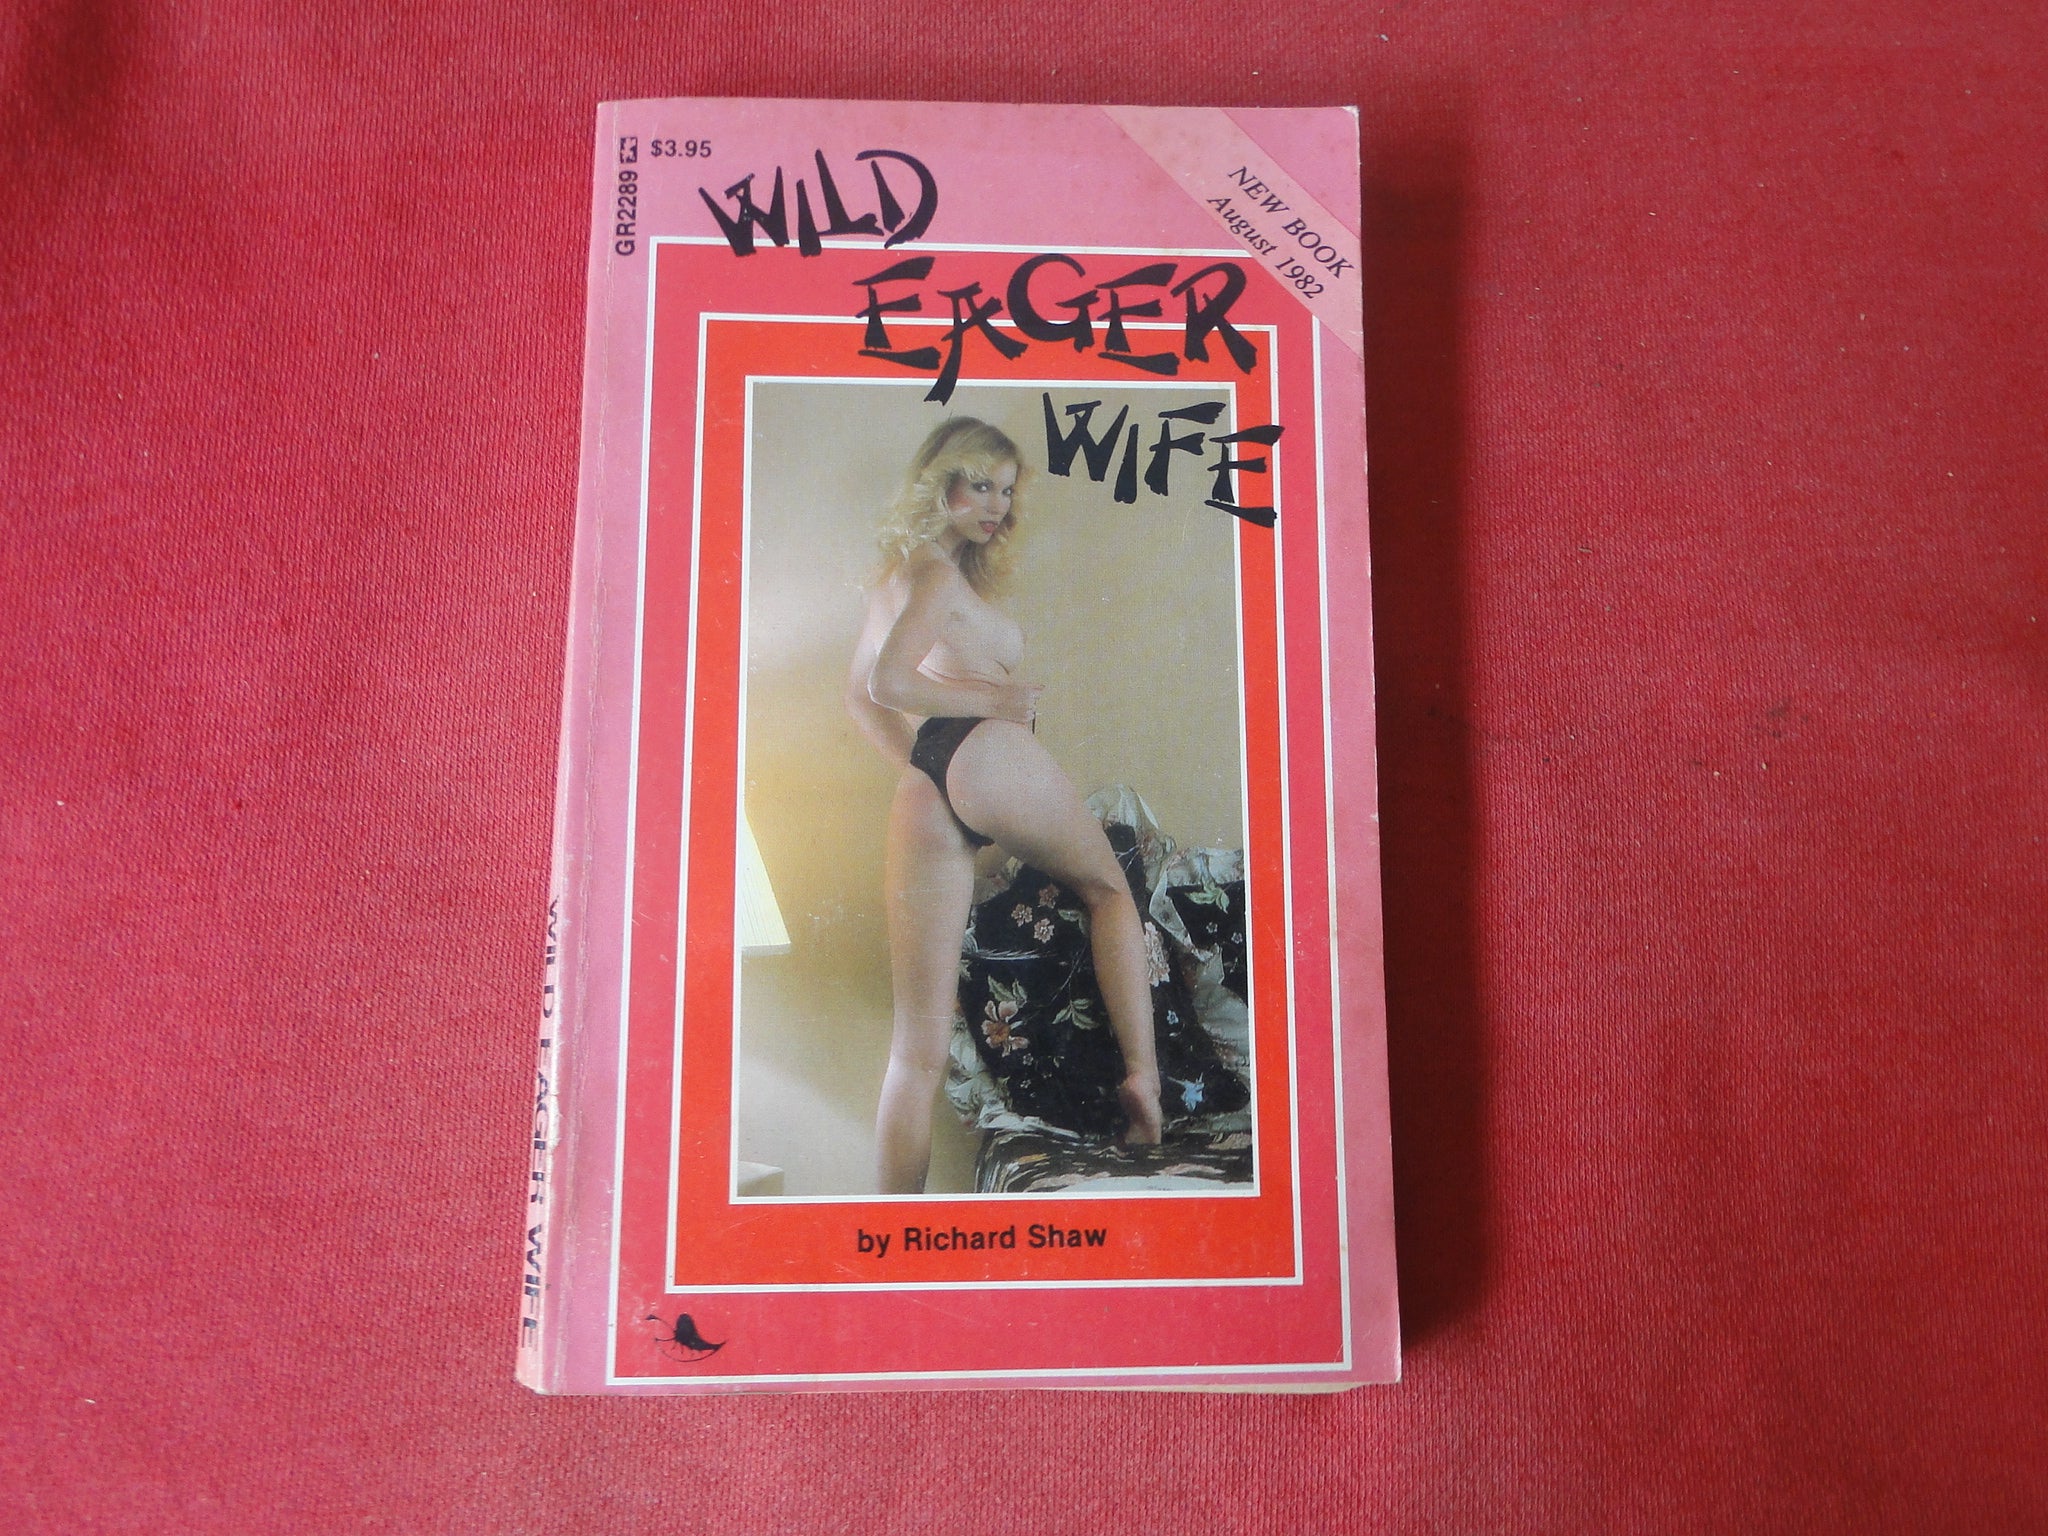 GR2289
$3.95
WILD
EAGER
WIFE
NEW BOOK
August 1982
by Richard Shaw
WILD EAGER WIFE